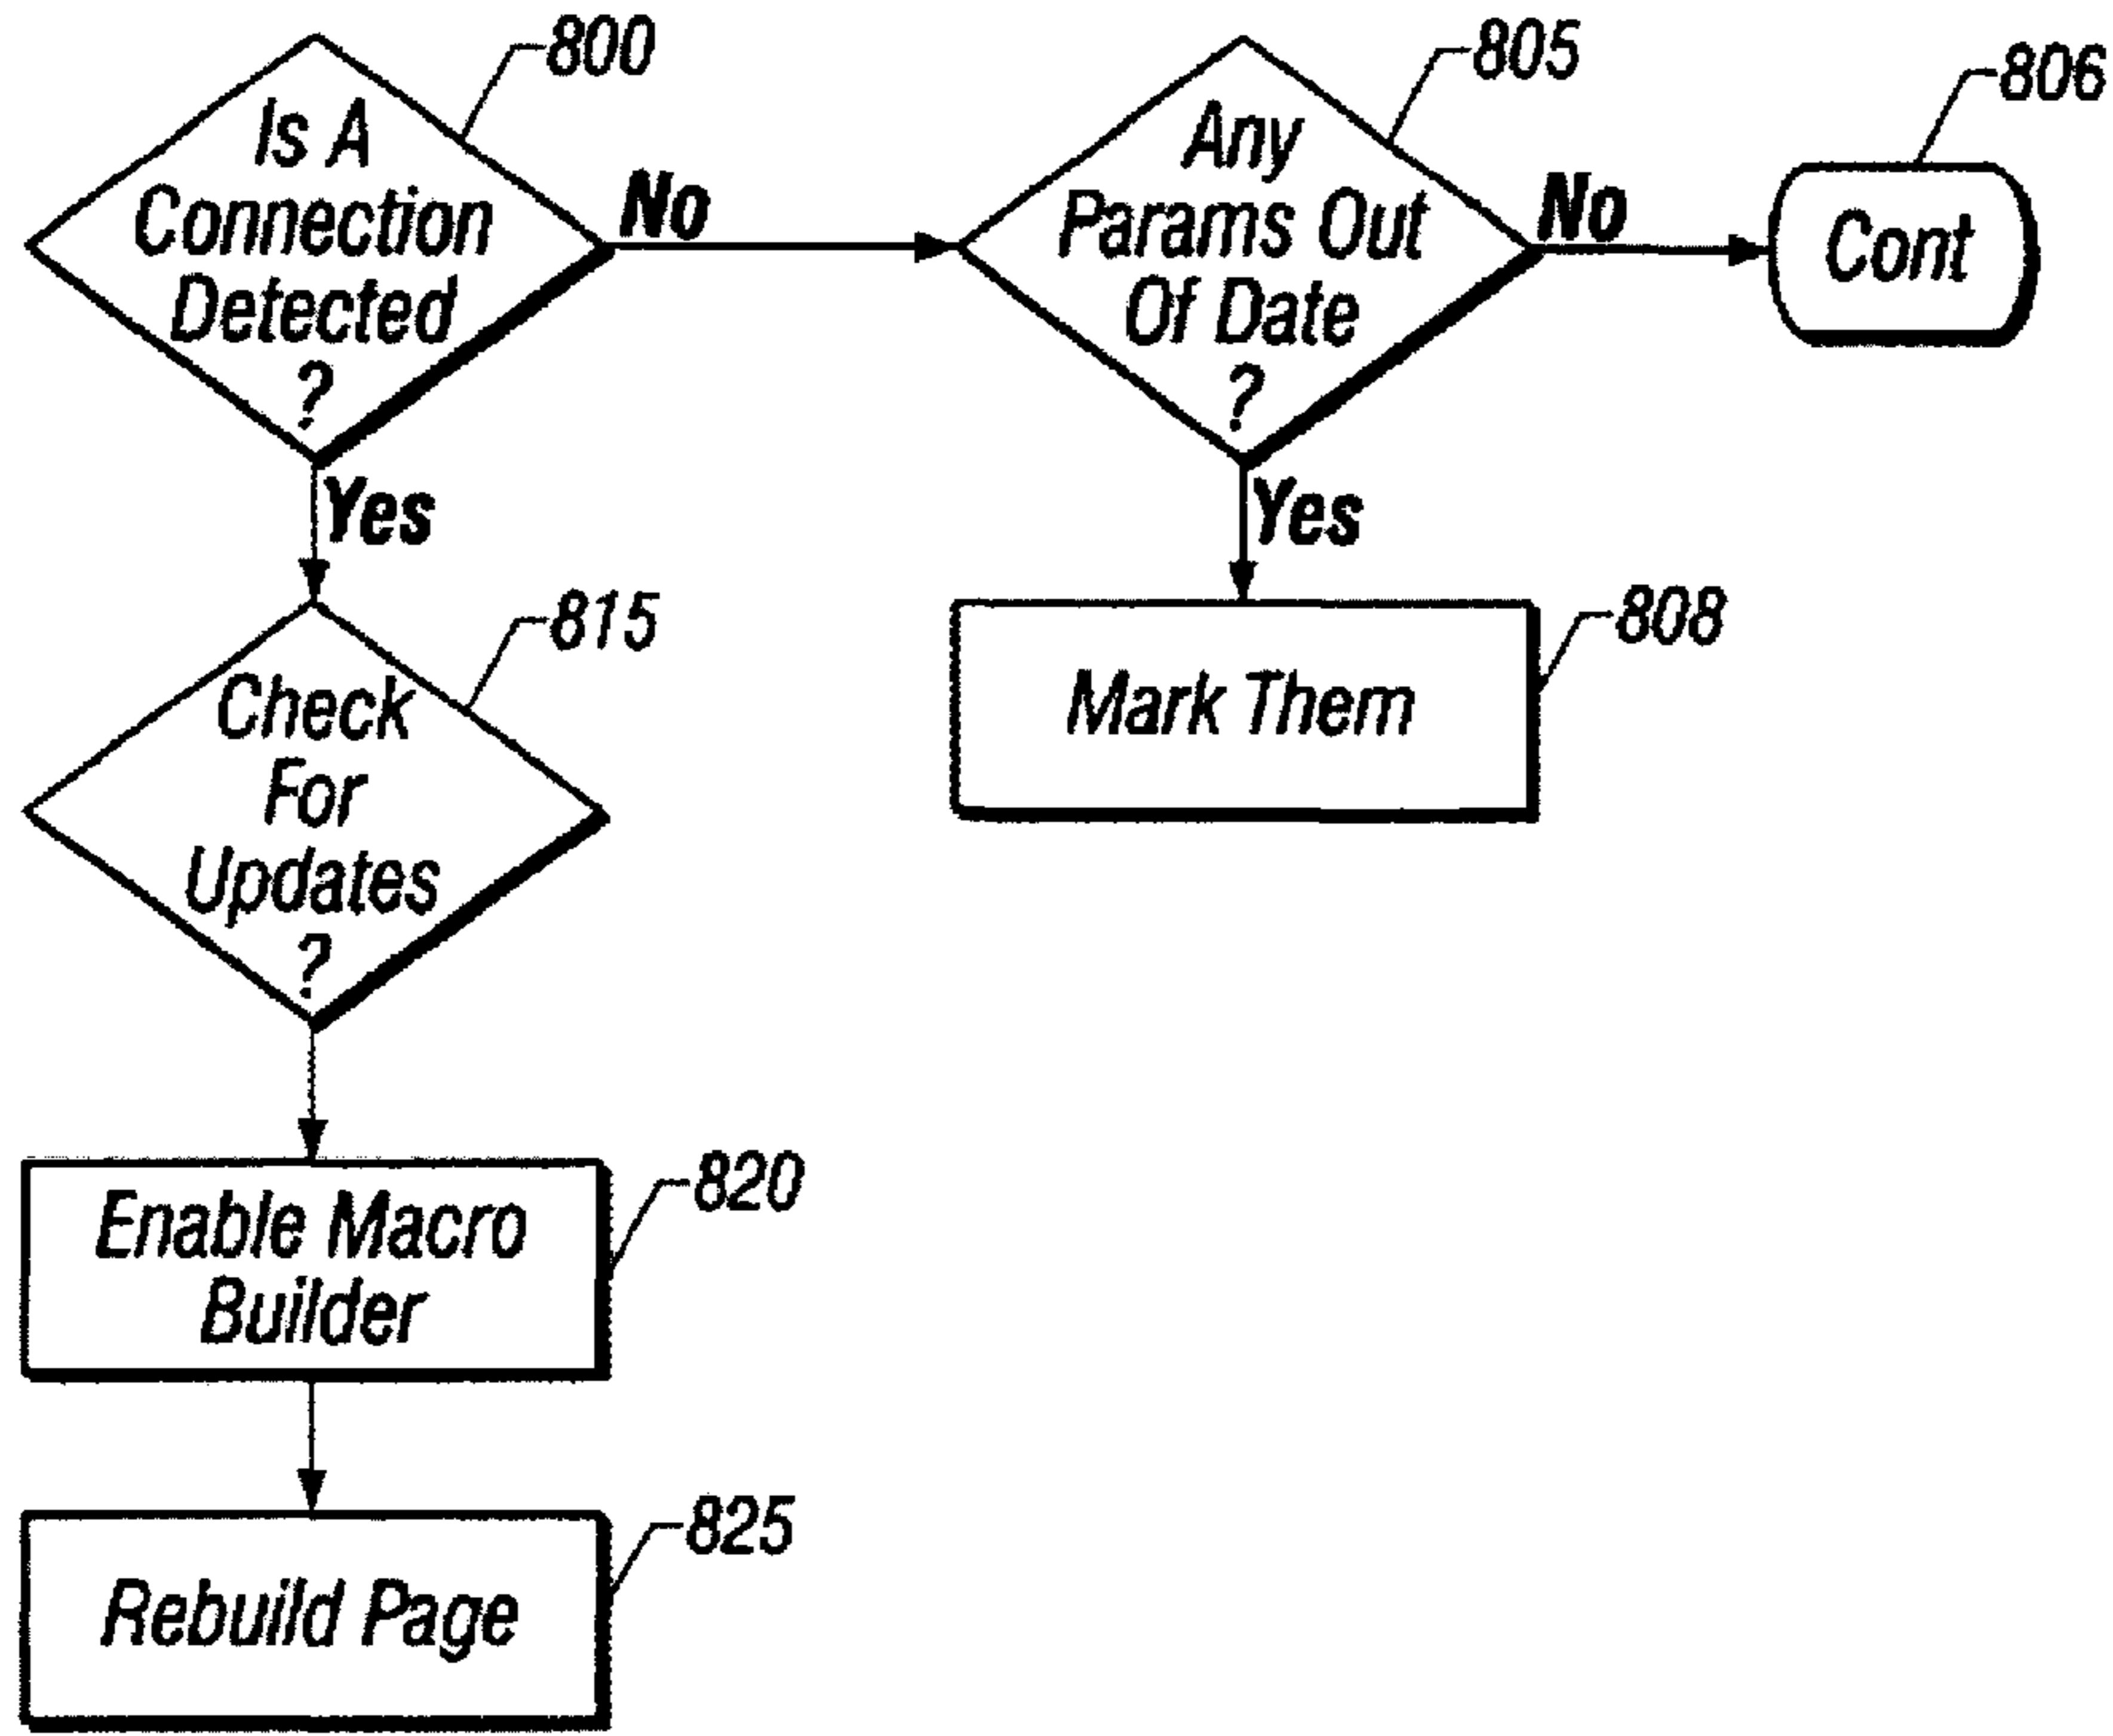 800
Is A
Connection
Detected
?
No
805
Any
Params Out
Of Date
?
No
806
Cont
Yes
Yes
815
Check
For
Updates
?
808
Mark Them
820
Enable Macro
Builder
825
Rebuild Page